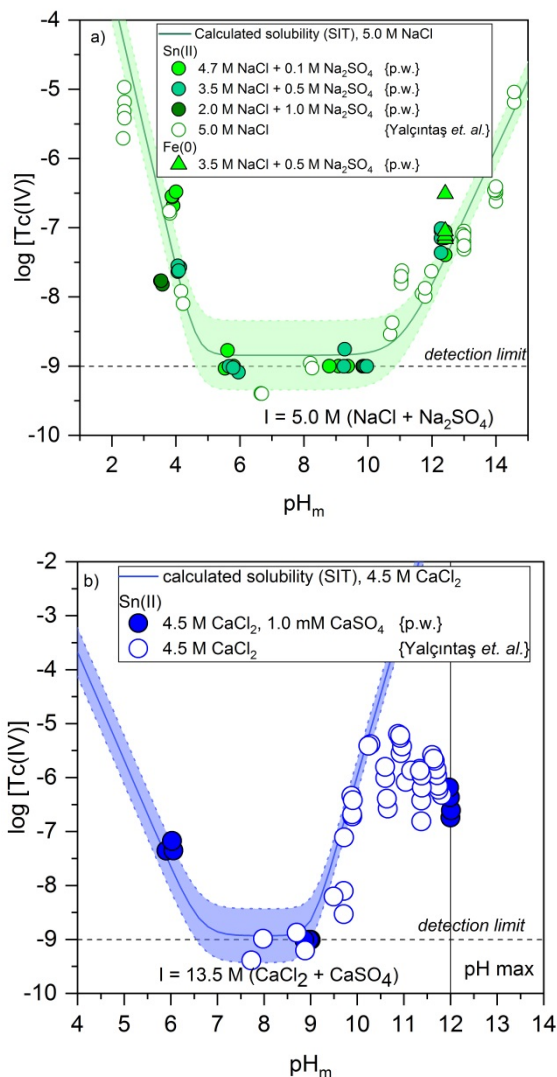 a)
Calculated solubility (SIT), 5.0 M NaCl
Sn(II)
4.7 M NaCl + 0.1 M Na₂SO₄ {p.w.}
3.5 M NaCl + 0.5 M Na₂SO₄ {p.w.}
2.0 M NaCl + 1.0 M Na₂SO₄ {p.w.}
5.0 M NaCl {Yalçıntaş et. al.}
Fe(0)
3.5 M NaCl + 0.5 M Na₂SO₄ {p.w.}
log [Tc(IV)]
-4
-5
-6
-7
-8
-9
-10
detection limit
I = 5.0 M (NaCl + Na₂SO₄)
2 4 6 8 10 12 14
pHₘ
b)
calculated solubility (SIT), 4.5 M CaCl₂
Sn(II)
4.5 M CaCl₂, 1.0 mM CaSO₄ {p.w.}
4.5 M CaCl₂ {Yalçıntaş et. al.}
log [Tc(IV)]
-2
-3
-4
-5
-6
-7
-8
-9
-10
detection limit
I = 13.5 M (CaCl₂ + CaSO₄)
pH max
4 5 6 7 8 9 10 11 12 13 14
pHₘ